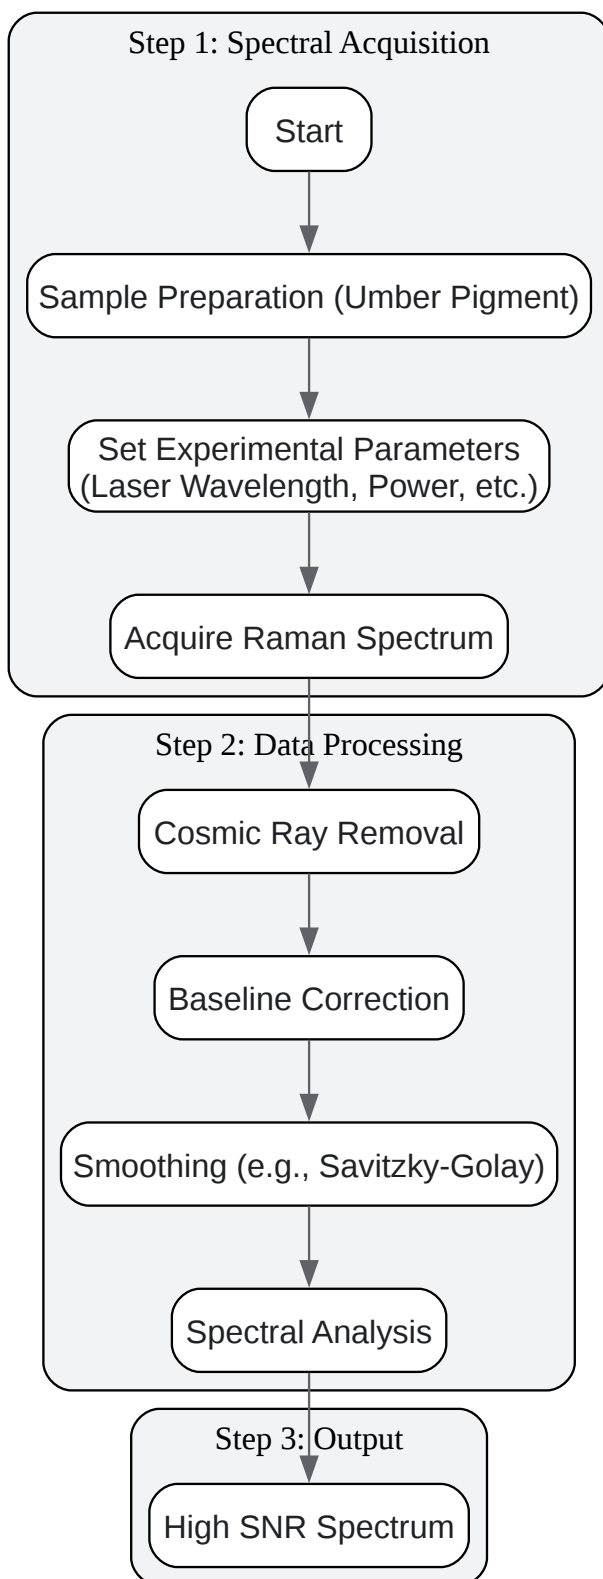 Step 1: Spectral Acquisition
Start
Sample Preparation (Umber Pigment)
Set Experimental Parameters
(Laser Wavelength, Power, etc.)
Acquire Raman Spectrum
Step 2: Data Processing
Cosmic Ray Removal
Baseline Correction
Smoothing (e.g., Savitzky-Golay)
Spectral Analysis
Step 3: Output
High SNR Spectrum